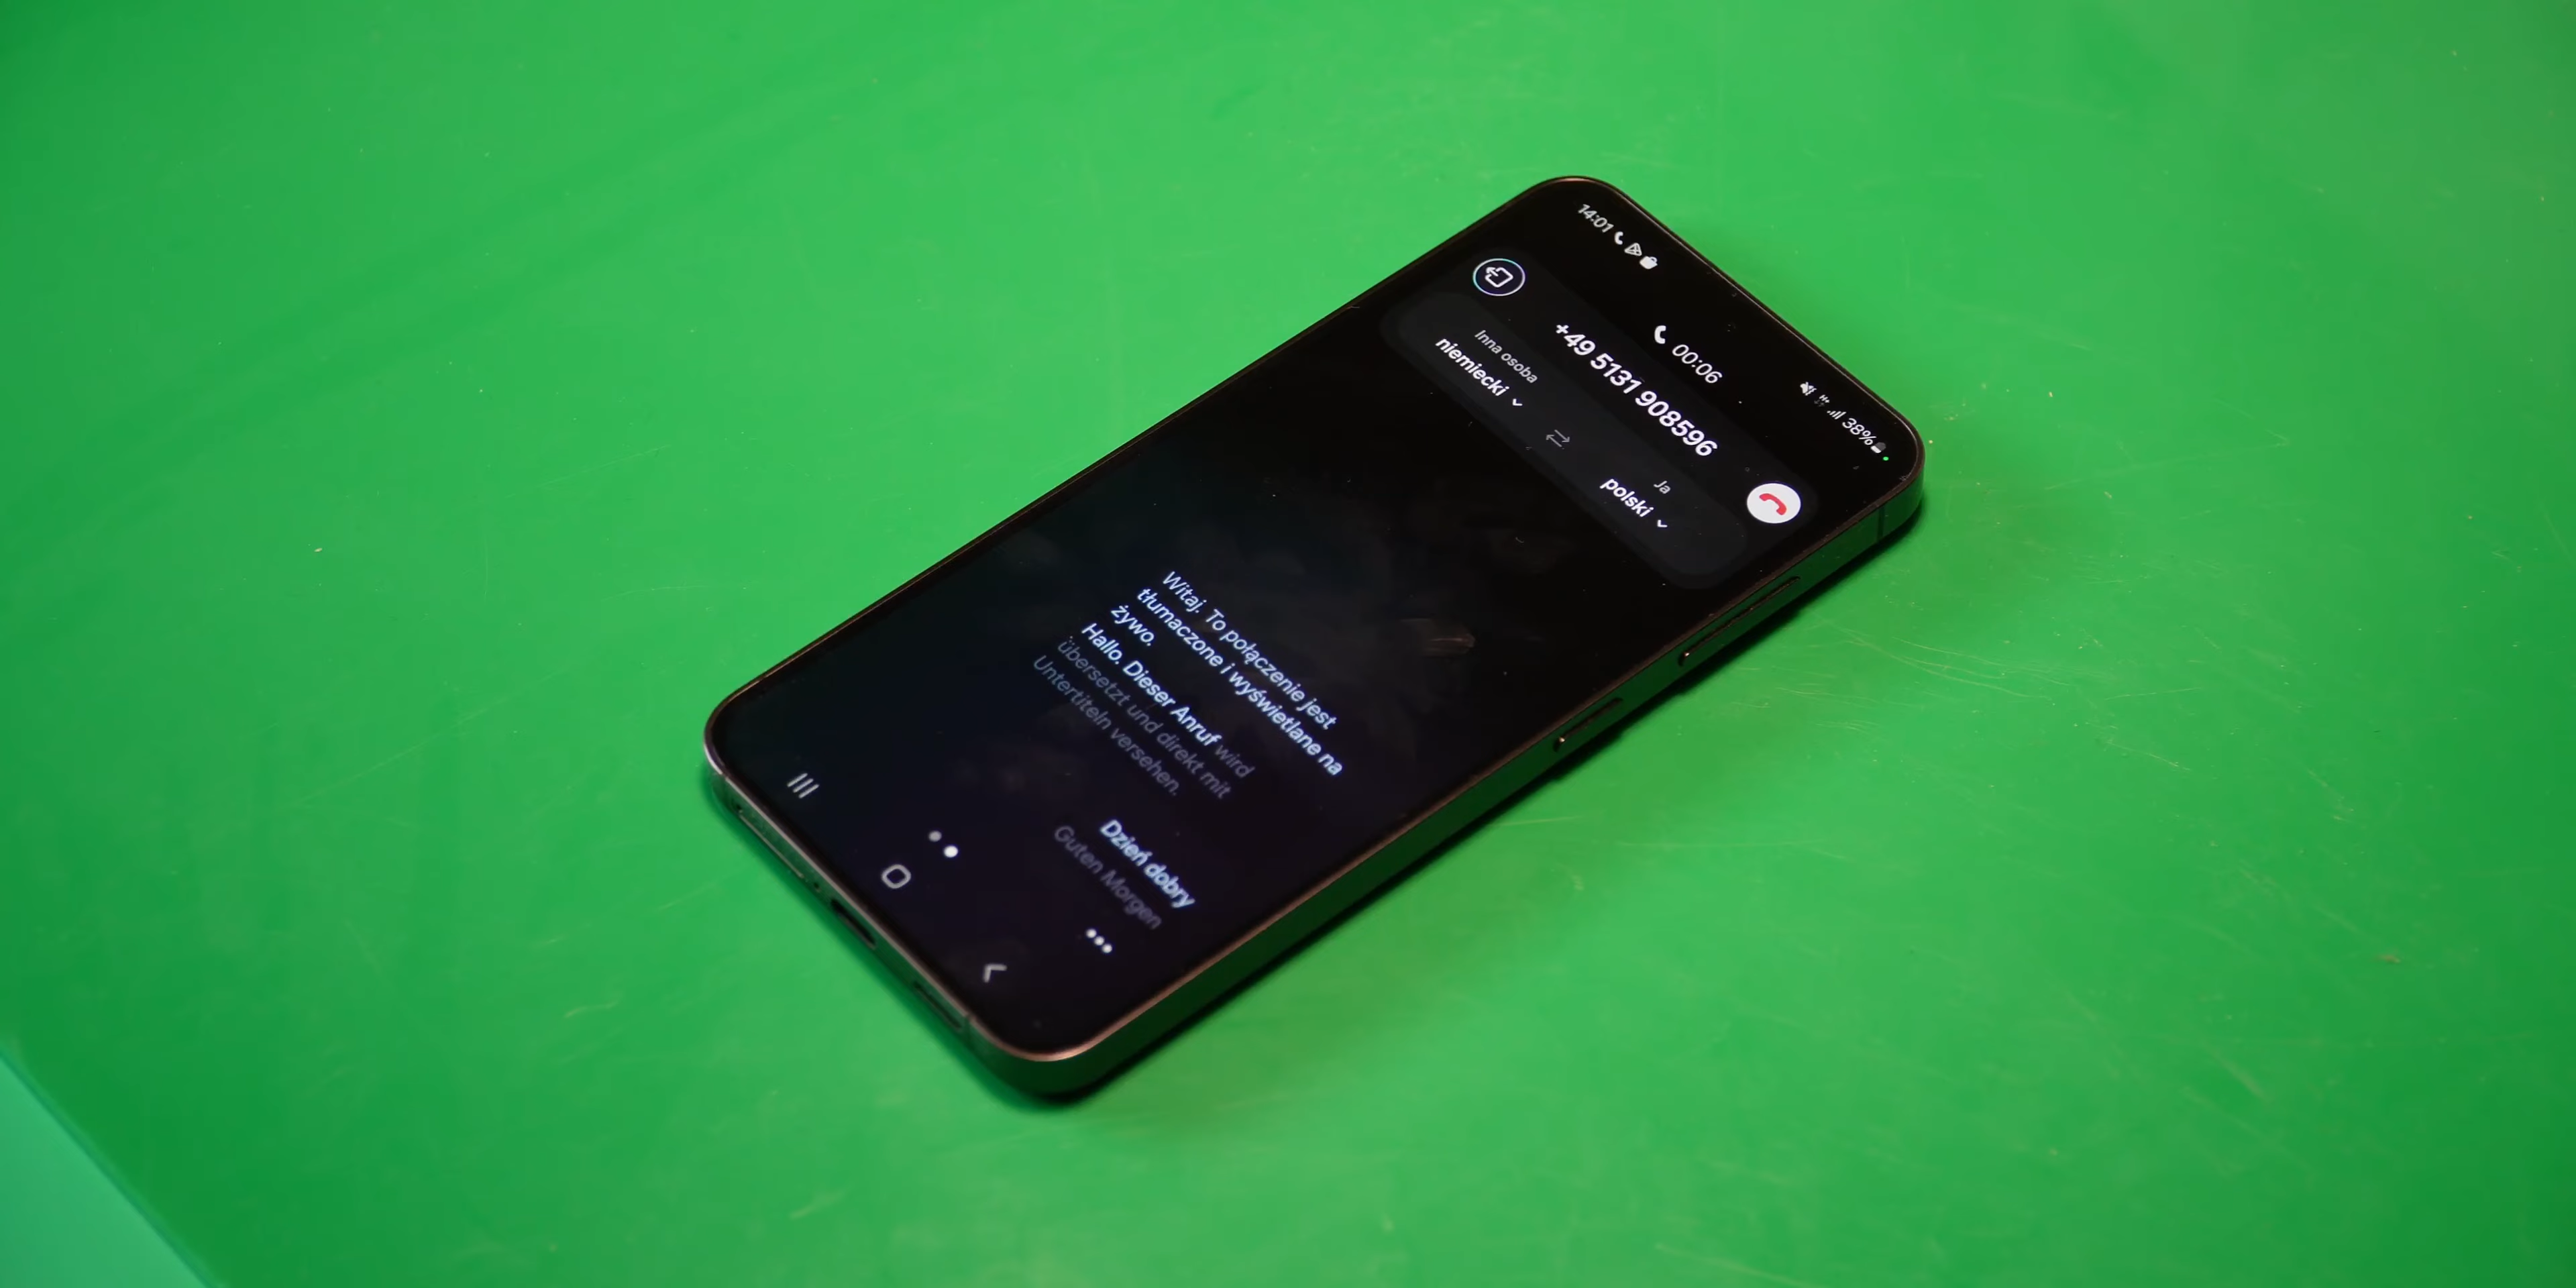 14:01
38%
00:06
+49 5131 908596
Inna osoba
niemiecki
Ja
polski
Witaj. To połączenie jest
tłumaczone i wyświetlane na
żywo.
Hallo. Dieser Anruf wird
übersetzt und direkt mit
Untertiteln versehen.
Dzień dobry
Guten Morgen